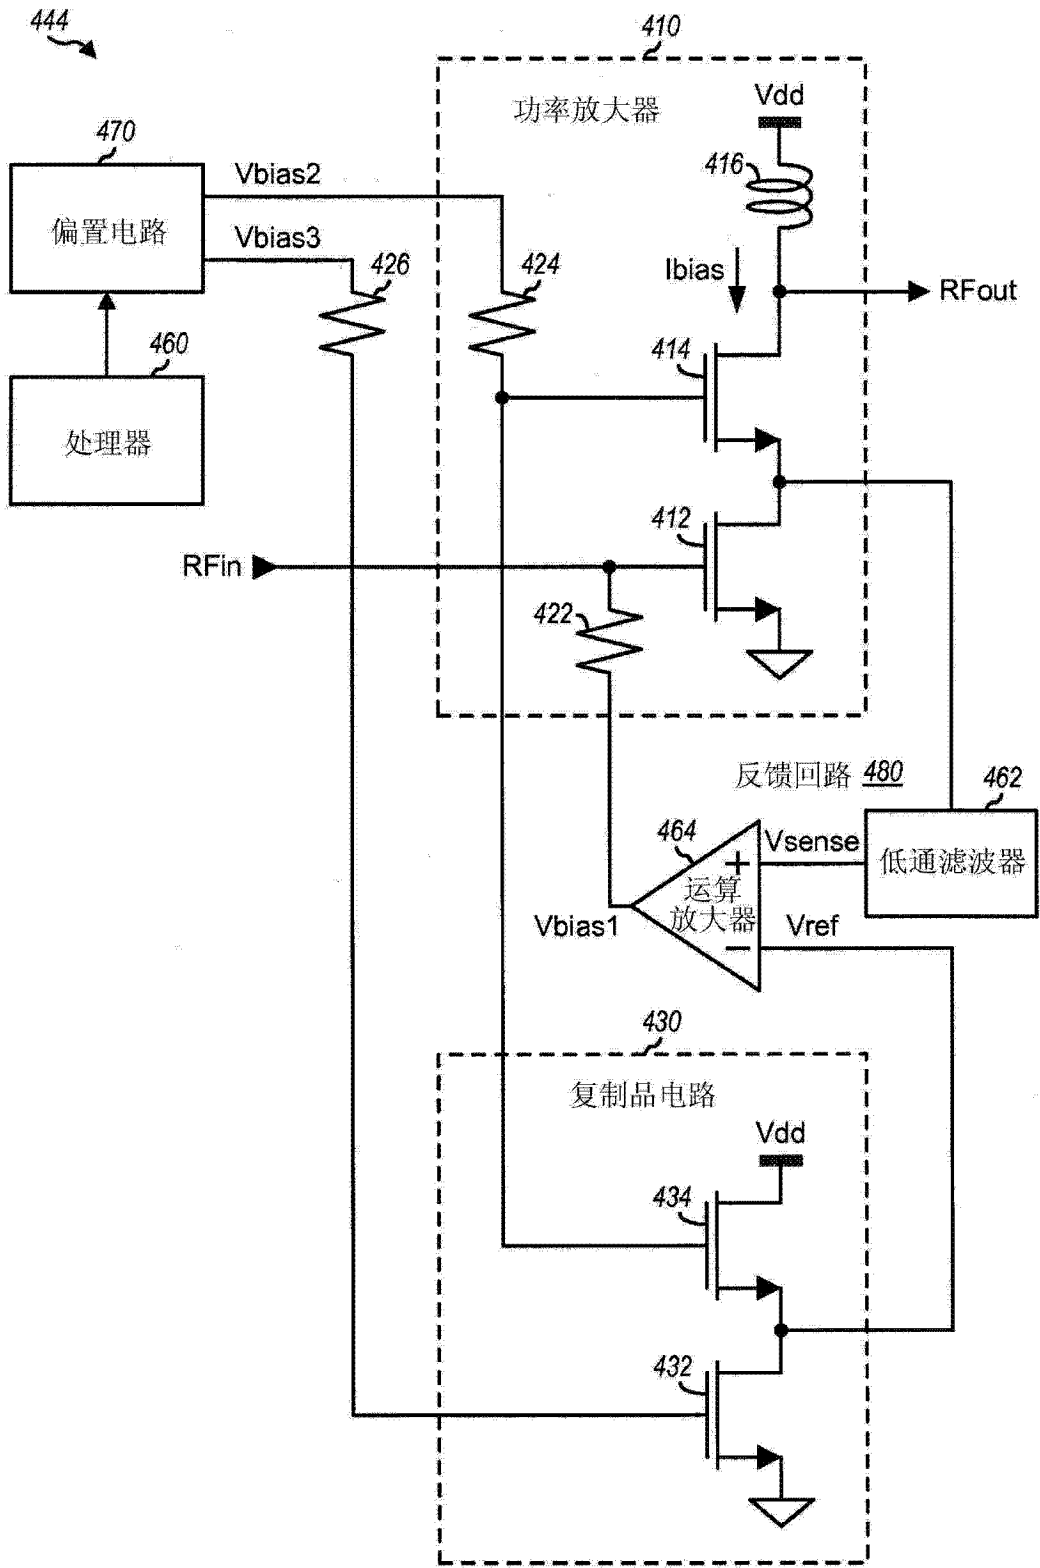 444
410
功率放大器
Vdd
416
470
偏置电路
Vbias2
Vbias3
426
424
Ibias
RFout
460
处理器
414
412
RFin
422
反馈回路 480
462
低通滤波器
464
Vsense
+
运算
放大器
−
Vbias1
Vref
430
复制品电路
Vdd
434
432